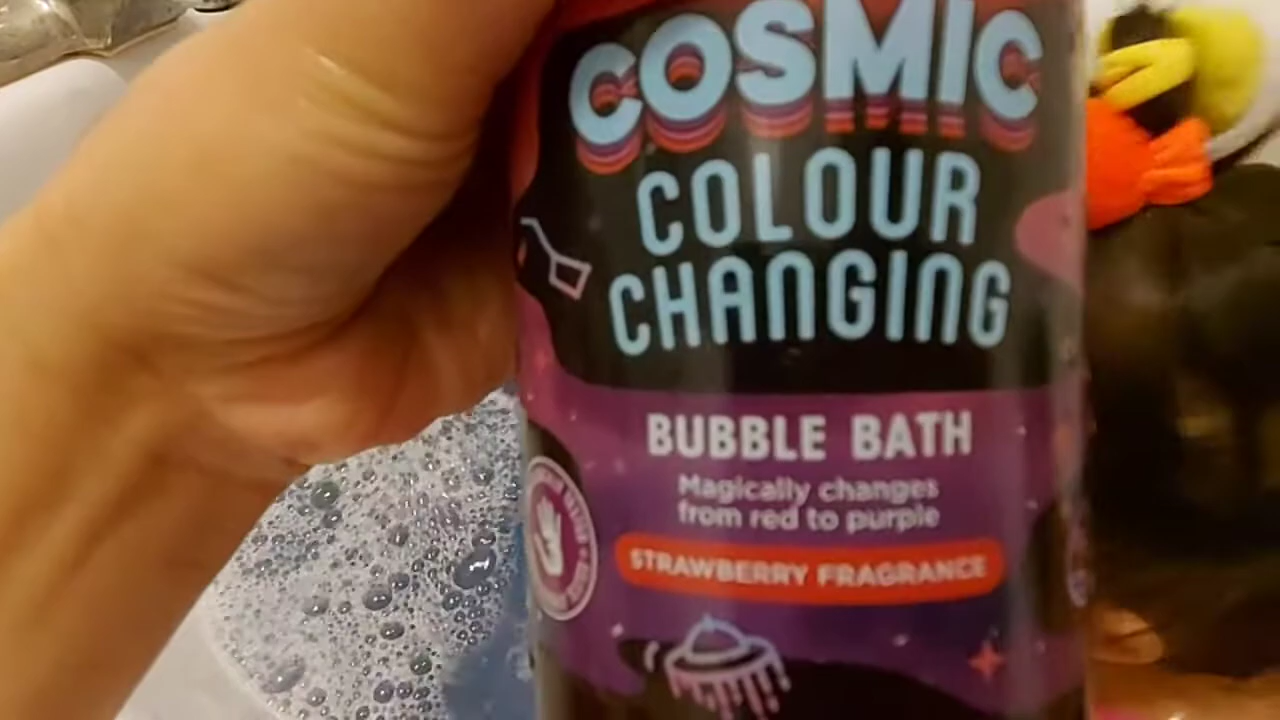 COSMIC
COLOUR
CHANGING
BUBBLE BATH
Magically changes
from red to purple
STRAWBERRY FRAGRANCE